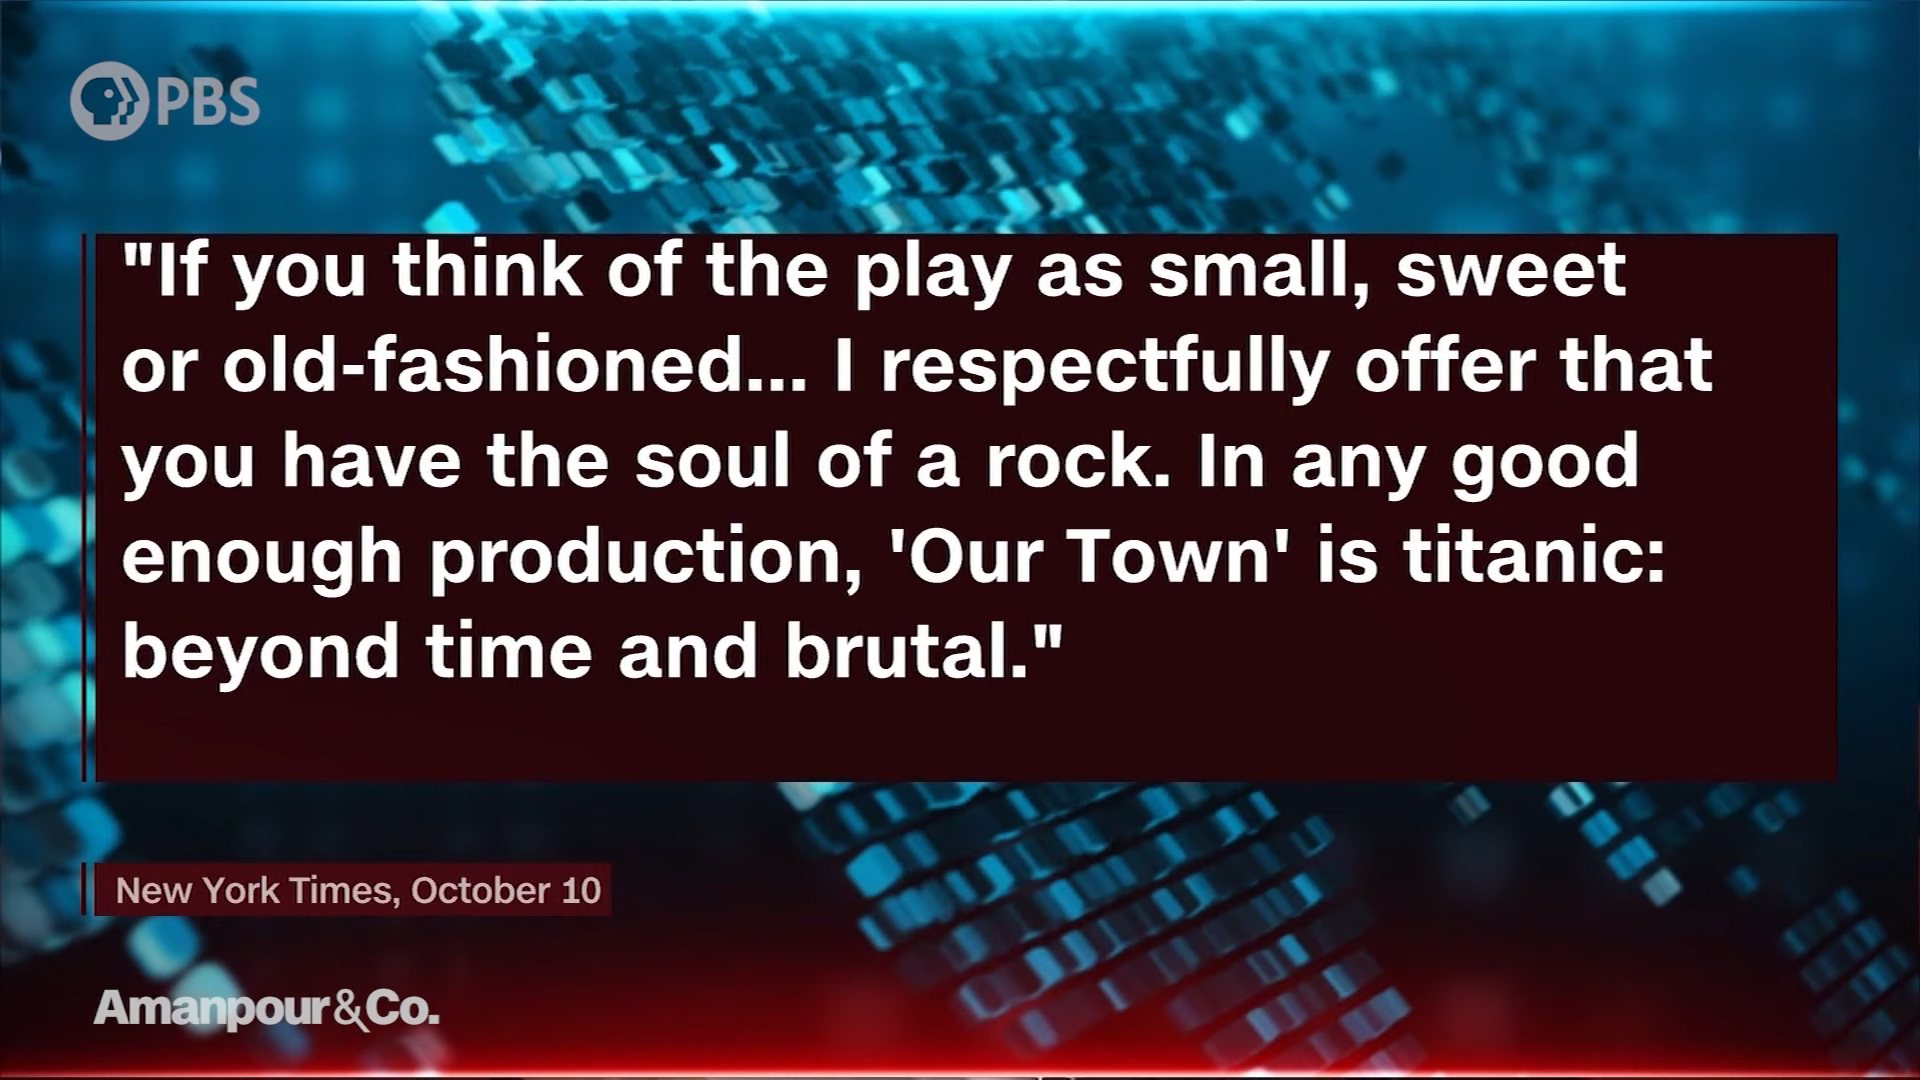 PBS
"If you think of the play as small, sweet
or old-fashioned... I respectfully offer that
you have the soul of a rock. In any good
enough production, 'Our Town' is titanic:
beyond time and brutal."
New York Times, October 10
Amanpour&Co.